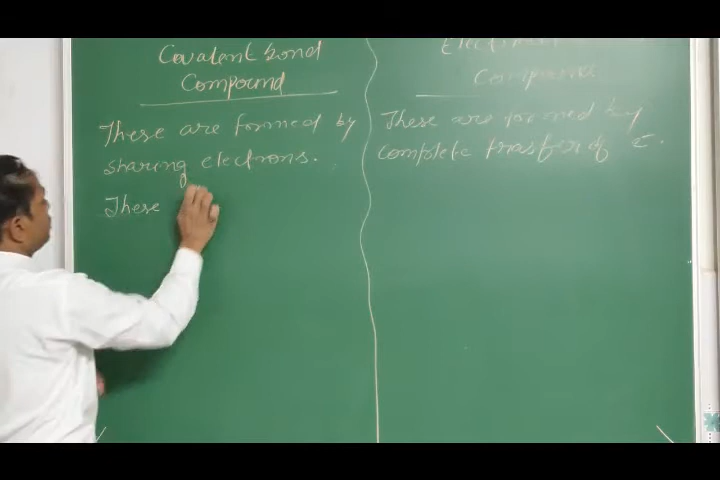 Covalent bond
Compound
These are formed by
sharing electrons.
These
Compound
These are formed by
complete transfer of e.